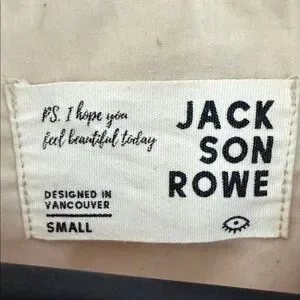 PS. I hope you
feel beautiful today
JACK
SON
ROWE
DESIGNED IN
VANCOUVER
SMALL